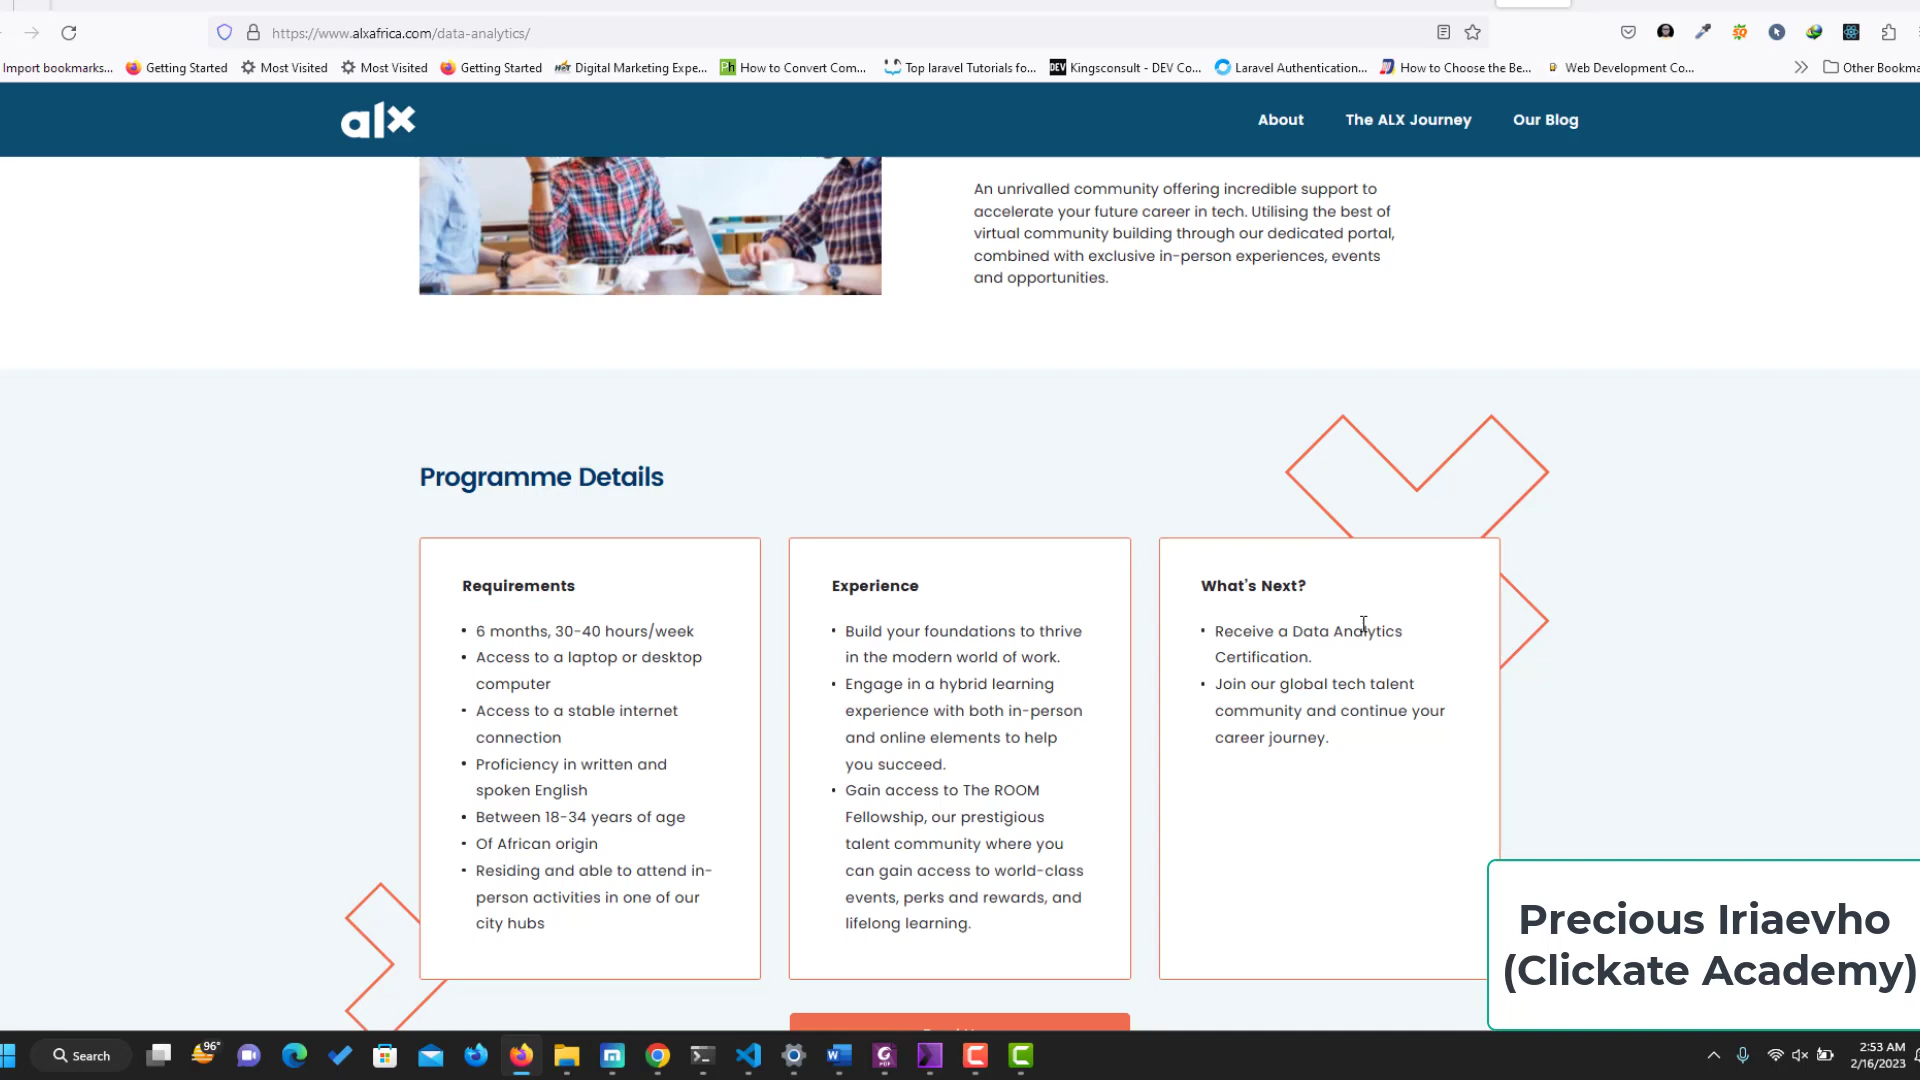 https://www.alxafrica.com/data-analytics/
Import bookmarks... Getting Started Most Visited Most Visited Getting Started Digital Marketing Expe... How to Convert Com... Top laravel Tutorials fo... Kingsconsult - DEV Co... Laravel Authentication... How to Choose the Be... Web Development Co... Other Bookma
alx About The ALX Journey Our Blog
An unrivalled community offering incredible support to
accelerate your future career in tech. Utilising the best of
virtual community building through our dedicated portal,
combined with exclusive in-person experiences, events
and opportunities.
Programme Details
Requirements
• 6 months, 30-40 hours/week
• Access to a laptop or desktop
computer
• Access to a stable internet
connection
• Proficiency in written and
spoken English
• Between 18-34 years of age
• Of African origin
• Residing and able to attend in-
person activities in one of our
city hubs
Experience
• Build your foundations to thrive
in the modern world of work.
• Engage in a hybrid learning
experience with both in-person
and online elements to help
you succeed.
• Gain access to The ROOM
Fellowship, our prestigious
talent community where you
can gain access to world-class
events, perks and rewards, and
lifelong learning.
What's Next?
• Receive a Data Analytics
Certification.
• Join our global tech talent
community and continue your
career journey.
Precious Iriaevho
(Clickate Academy)
Search 96° 2:53 AM
2/16/2023